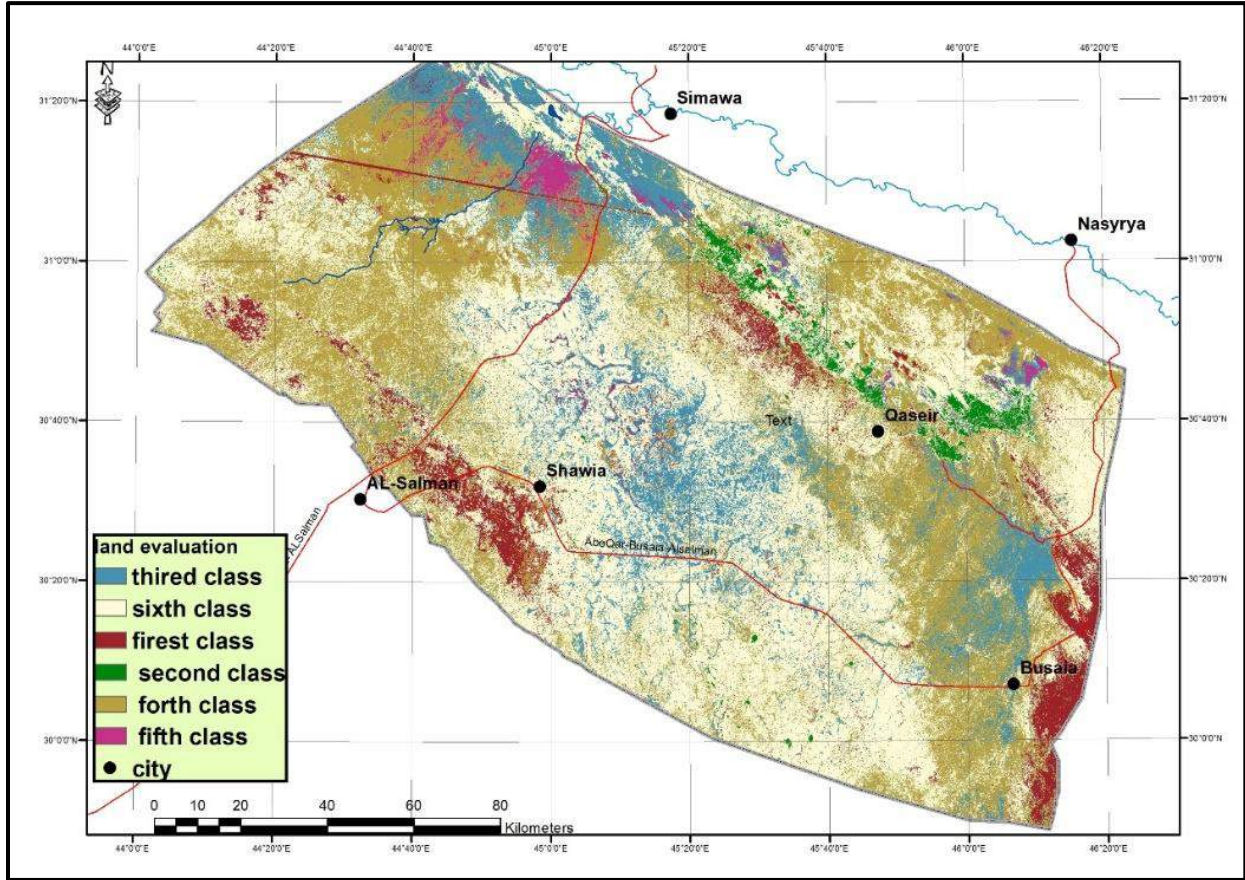 44°0'0"E 44°20'0"E 44°40'0"E 45°0'0"E 45°20'0"E 45°40'0"E 46°0'0"E 46°20'0"E
N
31°20'0"N 31°20'0"N
Simawa
Nasyrya
31°0'0"N 31°0'0"N
30°40'0"N 30°40'0"N
Text
Qaseir
Shawia
AL-Salman
ALSalman
30°20'0"N 30°20'0"N
Busaia
30°0'0"N 30°0'0"N
land evaluation
thired class
sixth class
firest class
second class
forth class
fifth class
city
0 10 20 40 60 80
Kilometers
44°0'0"E 44°20'0"E 44°40'0"E 45°0'0"E 45°20'0"E 45°40'0"E 46°0'0"E 46°20'0"E